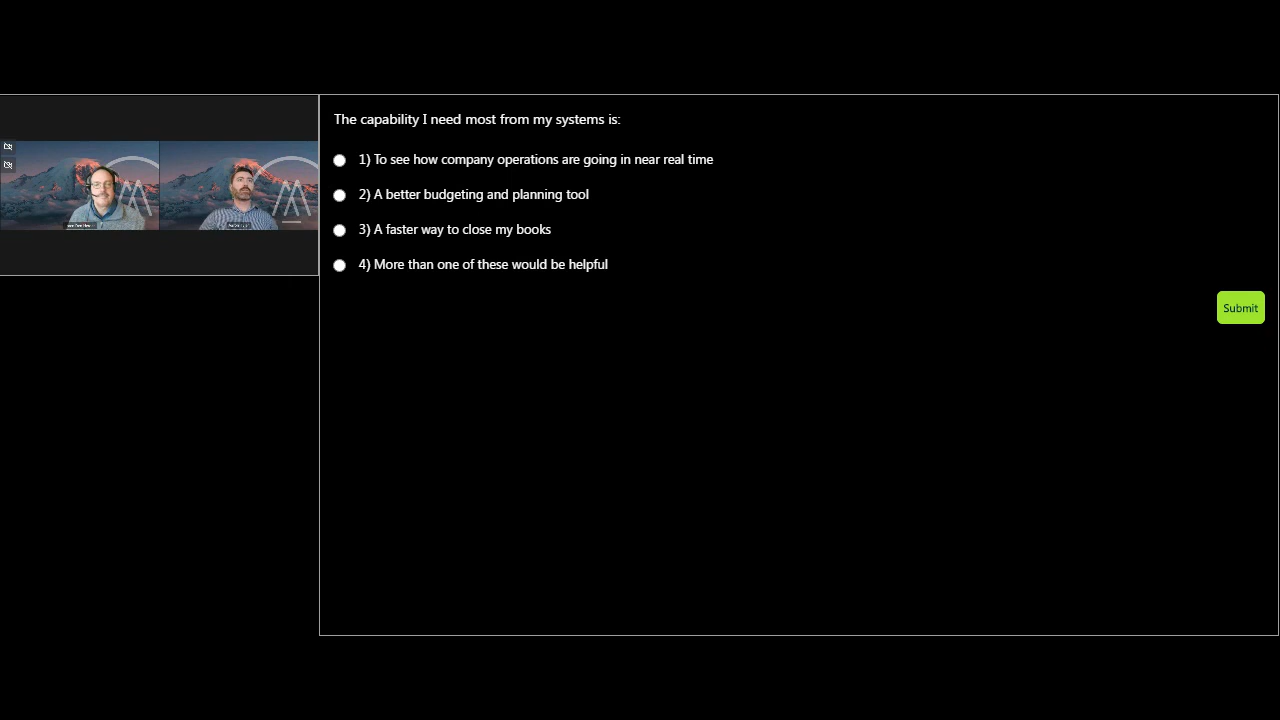 The capability I need most from my systems is:
1) To see how company operations are going in near real time
2) A better budgeting and planning tool
3) A faster way to close my books
4) More than one of these would be helpful
Submit